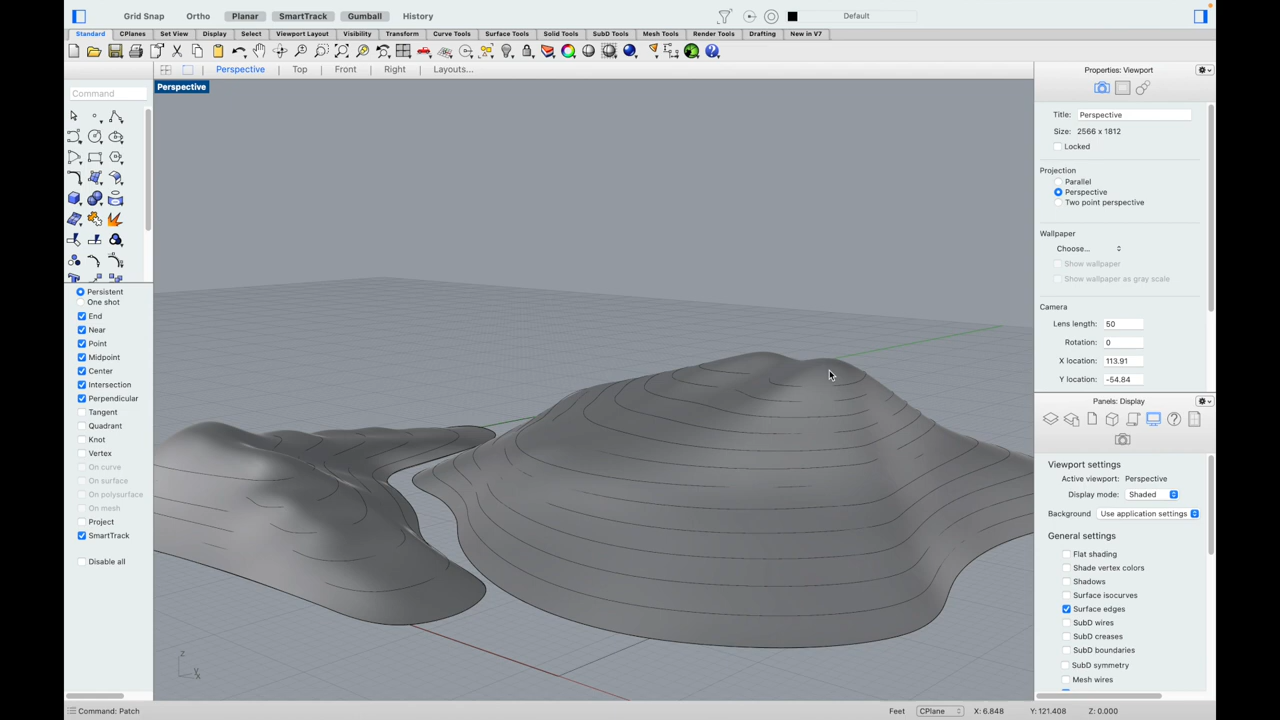 Grid Snap Ortho Planar SmartTrack Gumball History Default
Standard CPlanes Set View Display Select Viewport Layout Visibility Transform Curve Tools Surface Tools Solid Tools SubD Tools Mesh Tools Render Tools Drafting New in V7
Perspective Top Front Right Layouts...
Perspective
Command
Persistent
One shot
End
Near
Point
Midpoint
Center
Intersection
Perpendicular
Tangent
Quadrant
Knot
Vertex
On curve
On surface
On polysurface
On mesh
Project
SmartTrack
Disable all
z
y
x
Properties: Viewport
Title: Perspective
Size: 2566 x 1812
Locked
Projection
Parallel
Perspective
Two point perspective
Wallpaper
Choose...
Show wallpaper
Show wallpaper as gray scale
Camera
Lens length: 50
Rotation: 0
X location: 113.91
Y location: -54.84
Panels: Display
Viewport settings
Active viewport: Perspective
Display mode: Shaded
Background Use application settings
General settings
Flat shading
Shade vertex colors
Shadows
Surface isocurves
Surface edges
SubD wires
SubD creases
SubD boundaries
SubD symmetry
Mesh wires
Command: Patch Feet CPlane X: 6.848 Y: 121.408 Z: 0.000